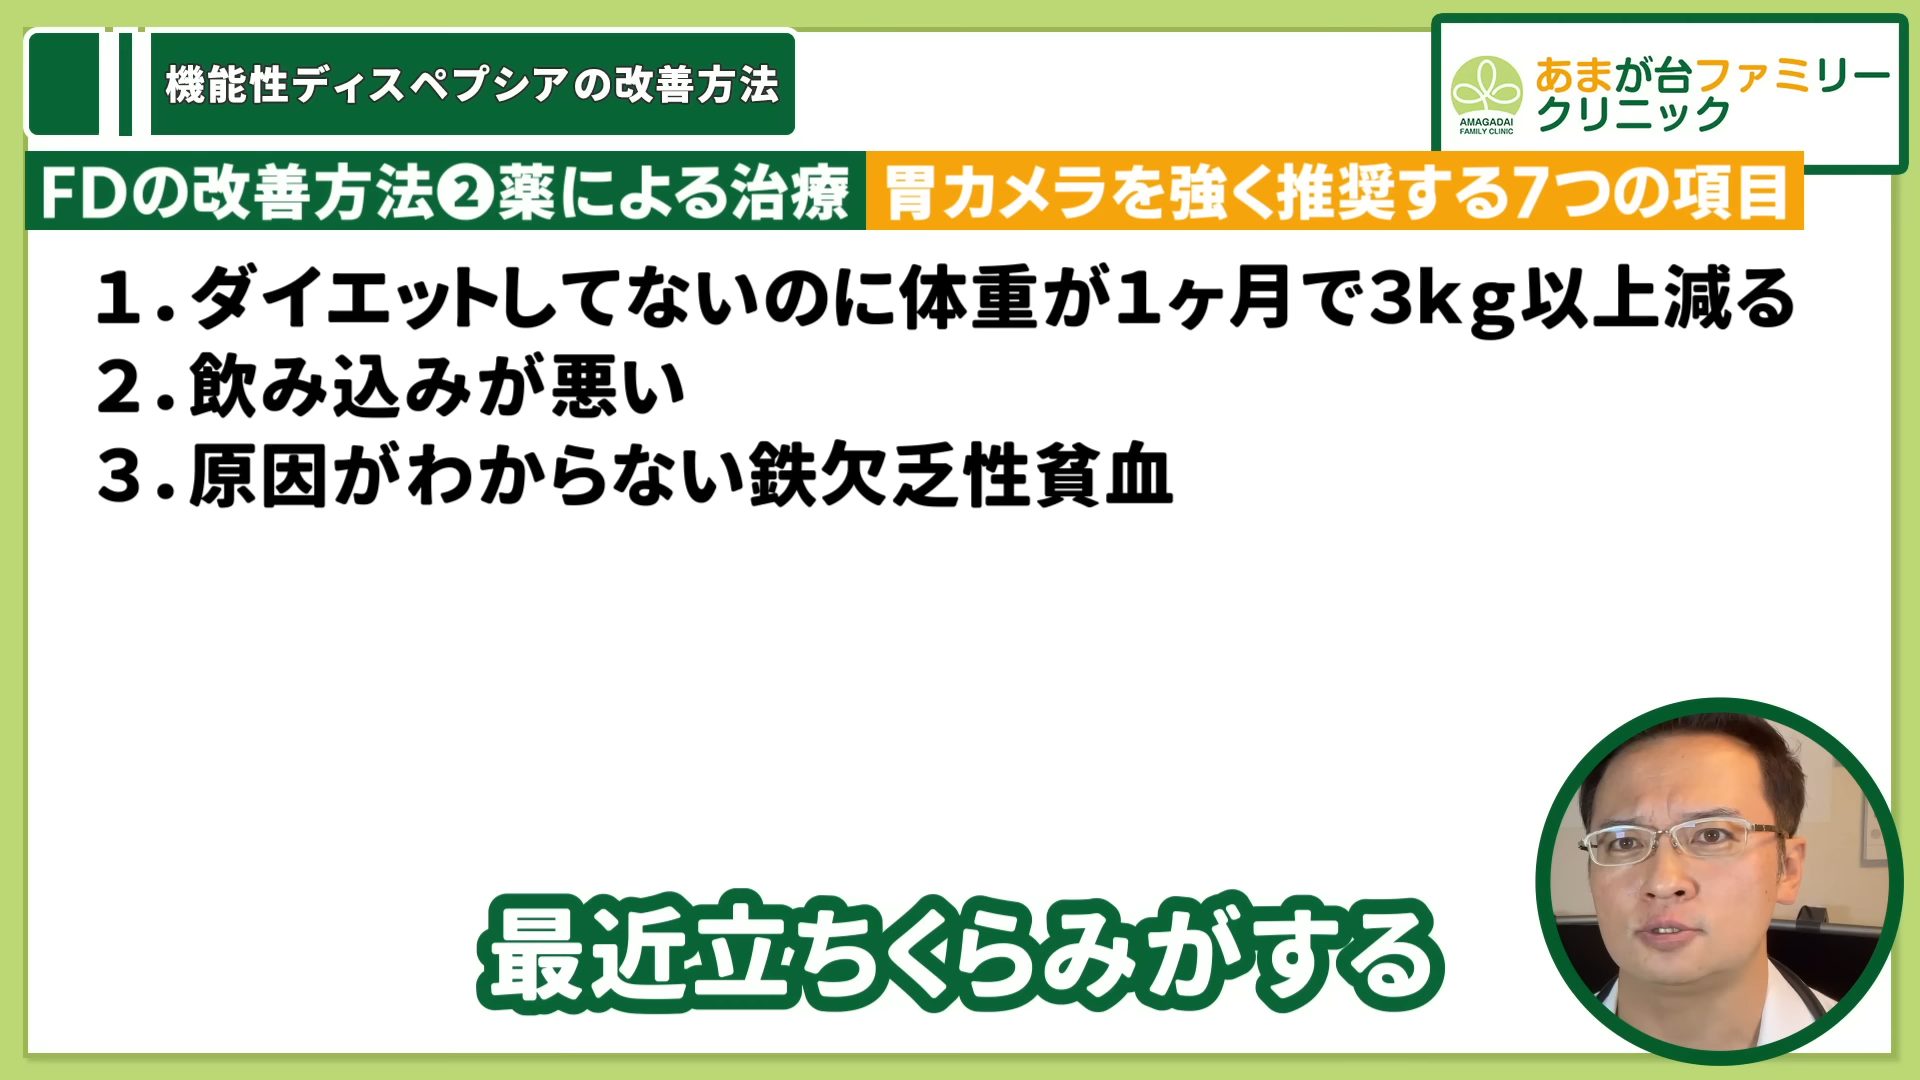 機能性ディスペプシアの改善方法
あまが台ファミリー
クリニック
AMAGADAI
FAMILY CLINIC
FDの改善方法❷薬による治療 胃カメラを強く推奨する7つの項目
１．ダイエットしてないのに体重が１ヶ月で３ｋｇ以上減る
２．飲み込みが悪い
３．原因がわからない鉄欠乏性貧血
最近立ちくらみがする